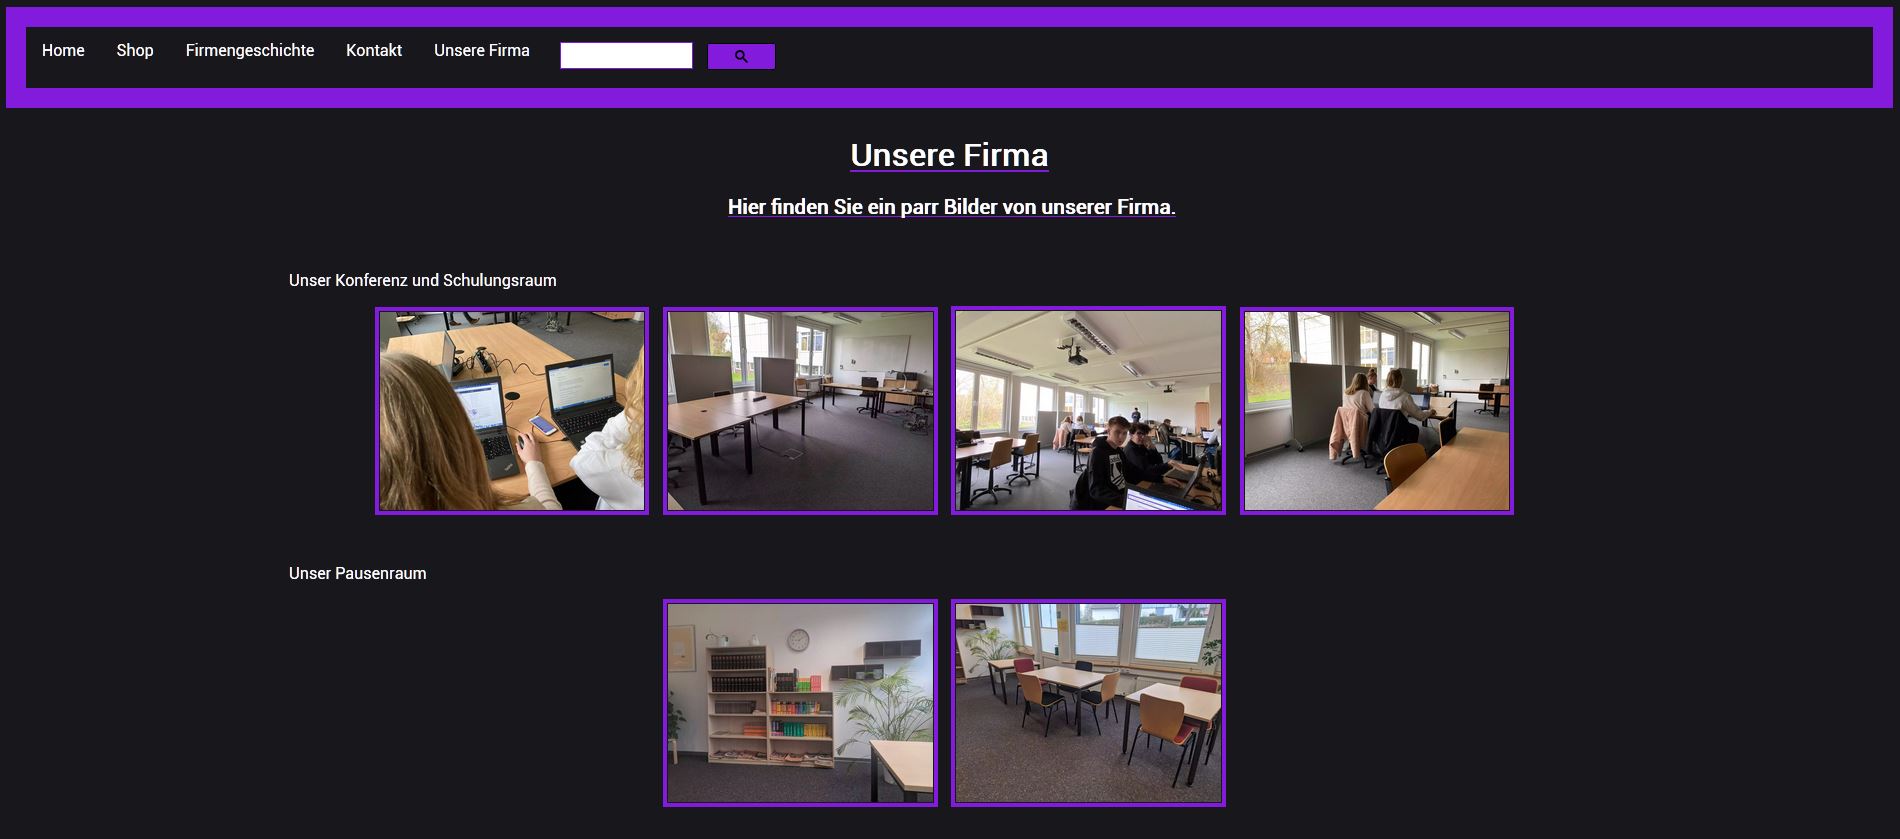 Home Shop Firmengeschichte Kontakt Unsere Firma
Unsere Firma
Hier finden Sie ein parr Bilder von unserer Firma.
Unser Konferenz und Schulungsraum
Unser Pausenraum